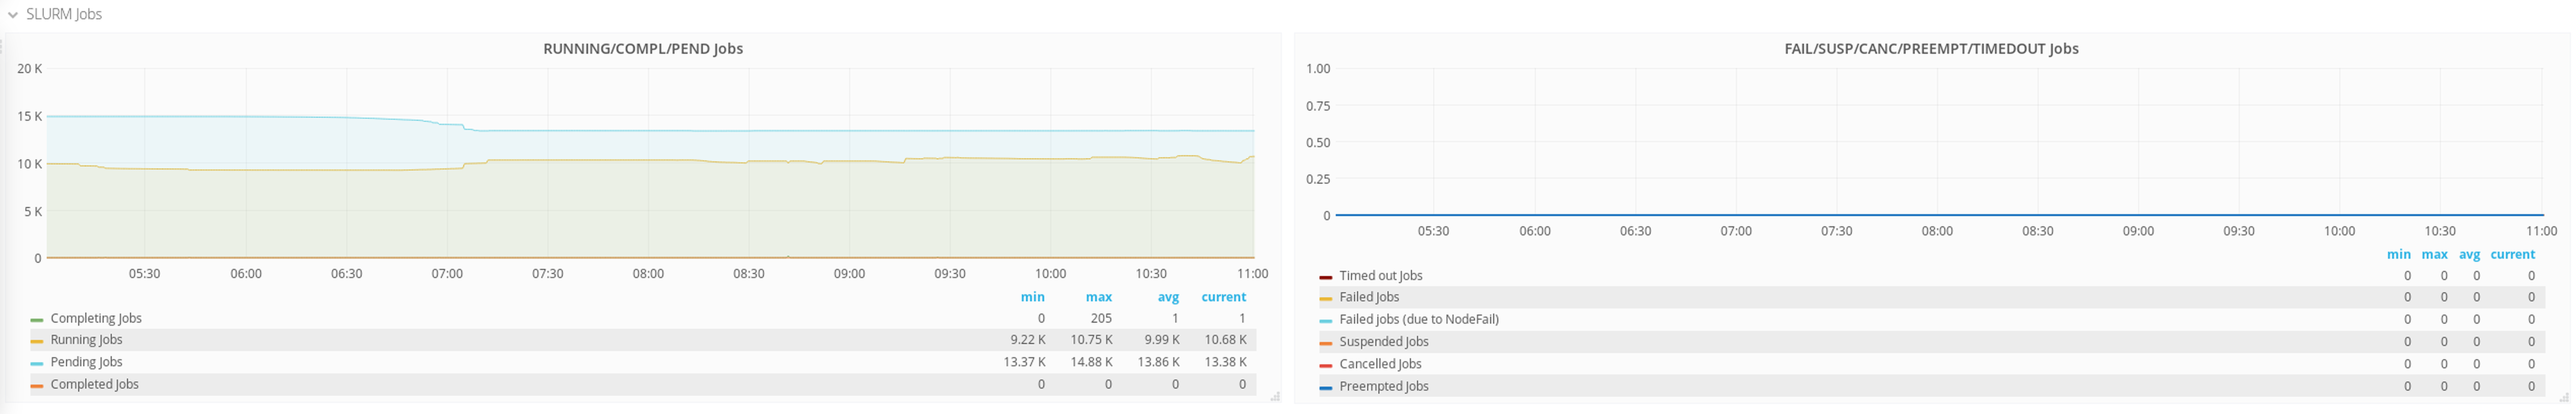 SLURM Jobs
RUNNING/COMPL/PEND Jobs
20 K
15 K
10 K
5 K
0
05:30 06:00 06:30 07:00 07:30 08:00 08:30 09:00 09:30 10:00 10:30 11:00
min max avg current
Completing Jobs 0 205 1 1
Running Jobs 9.22 K 10.75 K 9.99 K 10.68 K
Pending Jobs 13.37 K 14.88 K 13.86 K 13.38 K
Completed Jobs 0 0 0 0
FAIL/SUSP/CANC/PREEMPT/TIMEDOUT Jobs
1.00
0.75
0.50
0.25
0
05:30 06:00 06:30 07:00 07:30 08:00 08:30 09:00 09:30 10:00 10:30 11:00
min max avg current
Timed out Jobs 0 0 0 0
Failed Jobs 0 0 0 0
Failed jobs (due to NodeFail) 0 0 0 0
Suspended Jobs 0 0 0 0
Cancelled Jobs 0 0 0 0
Preempted Jobs 0 0 0 0